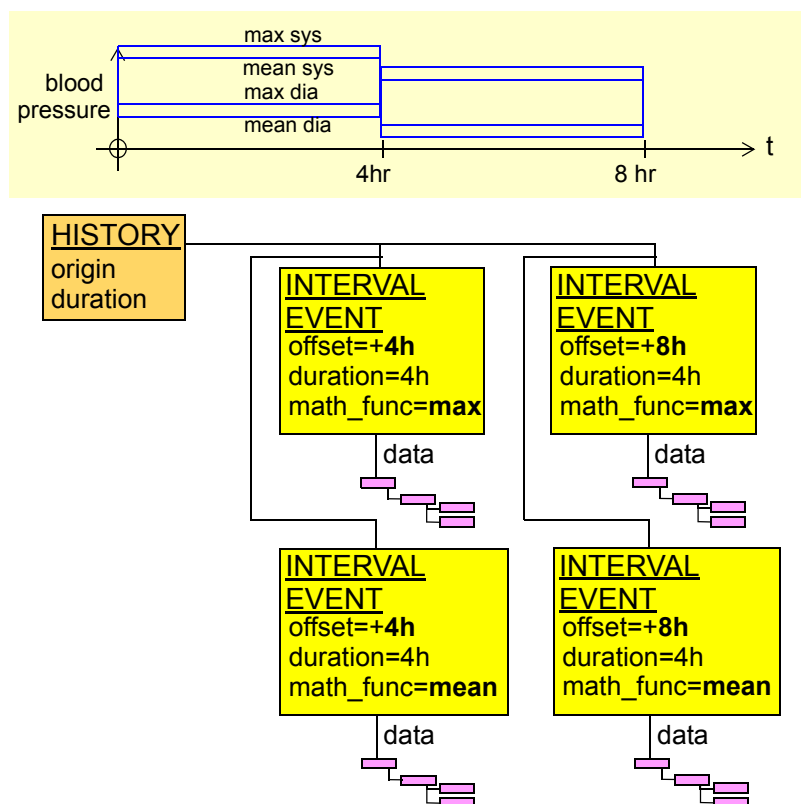 max sys
mean sys
blood
pressure
max dia
mean dia
t
4hr
8 hr
HISTORY
origin
duration
INTERVAL
EVENT
offset=+4h
duration=4h
math_func=max
data
INTERVAL
EVENT
offset=+8h
duration=4h
math_func=max
data
INTERVAL
EVENT
offset=+4h
duration=4h
math_func=mean
data
INTERVAL
EVENT
offset=+8h
duration=4h
math_func=mean
data